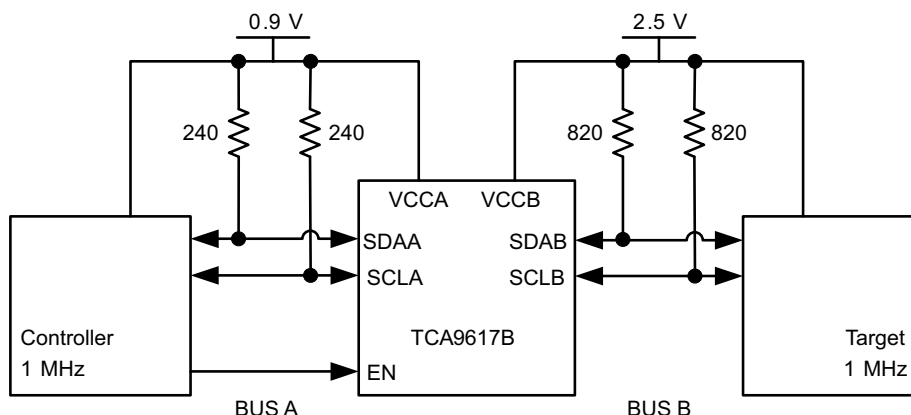 0.9 V
2.5 V
240
240
820
820
VCCA
VCCB
SDAA
SDAB
SCLA
SCLB
Controller
1 MHz
TCA9617B
Target
1 MHz
EN
BUS A
BUS B